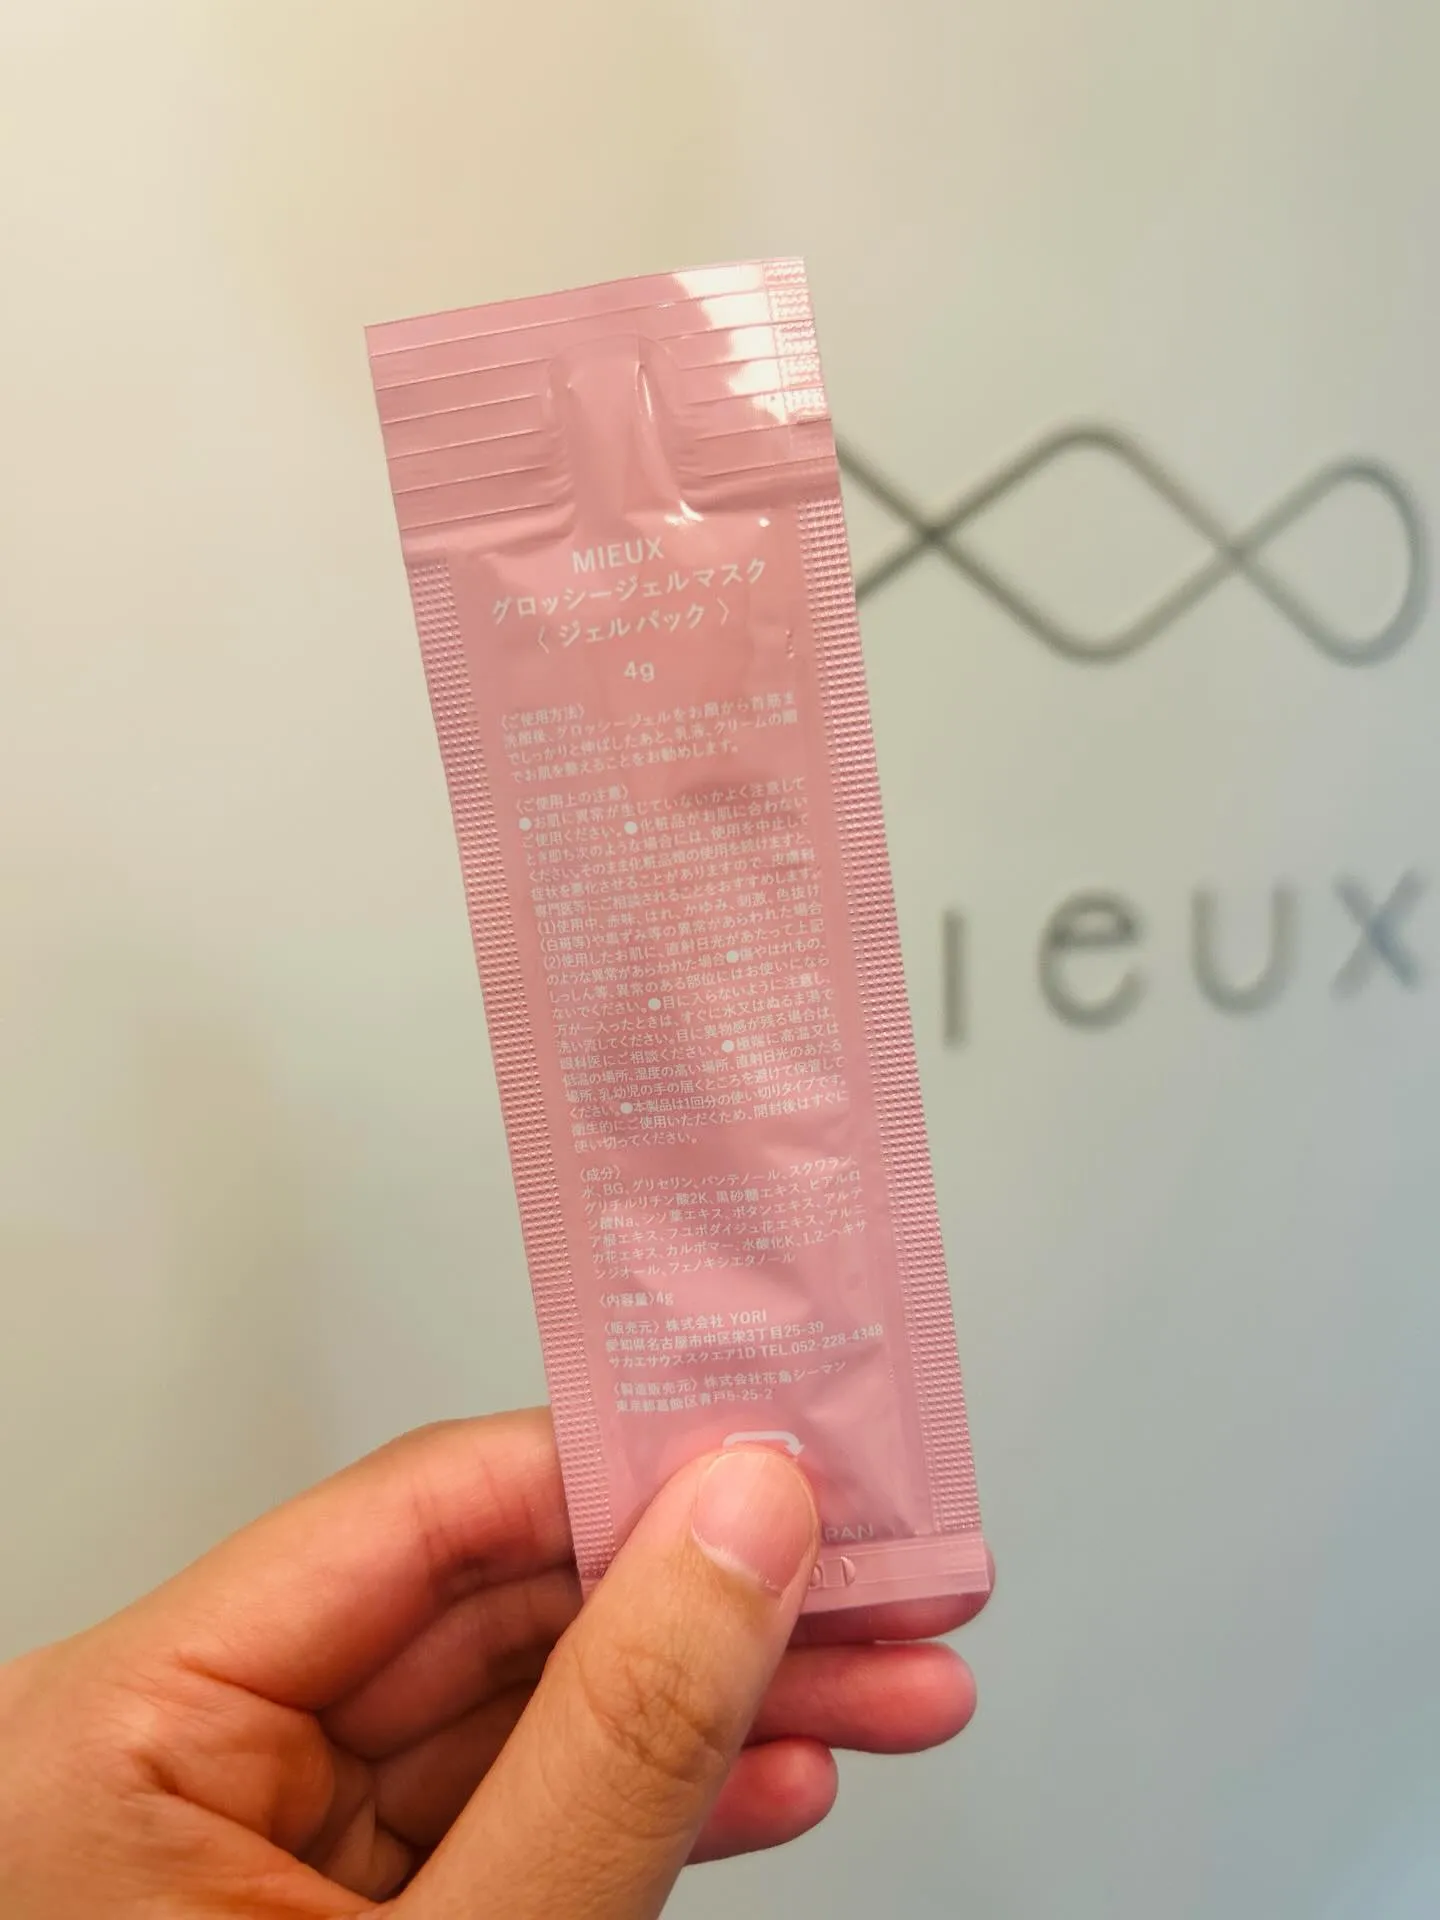 MIEUX
グロッシージェルマスク
〈 ジェルパック 〉
4g
〈ご使用方法〉
洗顔後、グロッシージェルをお顔から首筋ま
でしっかりと伸ばしたあと、乳液、クリームの順
でお肌を整えることをお勧めします。
〈ご使用上の注意〉
●お肌に異常が生じていないかよく注意して
ご使用ください。●化粧品がお肌に合わない
とき即ち次のような場合には、使用を中止して
ください。そのまま化粧品類の使用を続けますと、
症状を悪化させることがありますので、皮膚科
専門医等にご相談されることをおすすめします。
(1)使用中、赤味、はれ、かゆみ、刺激、色抜け
(白斑等)や黒ずみ等の異常があらわれた場合
(2)使用したお肌に、直射日光があたって上記
のような異常があらわれた場合●傷やはれもの、
しっしん等、異常のある部位にはお使いになら
ないでください。●目に入らないように注意し、
万が一入ったときは、すぐに水又はぬるま湯で
洗い流してください。目に異物感が残る場合は、
眼科医にご相談ください。●極端に高温又は
低温の場所、湿度の高い場所、直射日光のあたる
場所、乳幼児の手の届くところを避けて保管して
ください。●本製品は1回分の使い切りタイプです。
衛生的にご使用いただくため、開封後はすぐに
使い切ってください。
〈成分〉
水、BG、グリセリン、パンテノール、スクワラン、
グリチルリチン酸2K、黒砂糖エキス、ヒアルロ
ン酸Na、シソ葉エキス、ボタンエキス、アルテ
ア根エキス、フユボダイジュ花エキス、アルニ
カ花エキス、カルボマー、水酸化K、1,2-ヘキサ
ンジオール、フェノキシエタノール
〈内容量〉4g
〈販売元〉株式会社 YORI
愛知県名古屋市中区栄3丁目25-39
サカエサウススクエア1D TEL.052-228-4348
〈製造販売元〉株式会社花島シーマン
東京都葛飾区青戸5-25-2
PAN
ieux